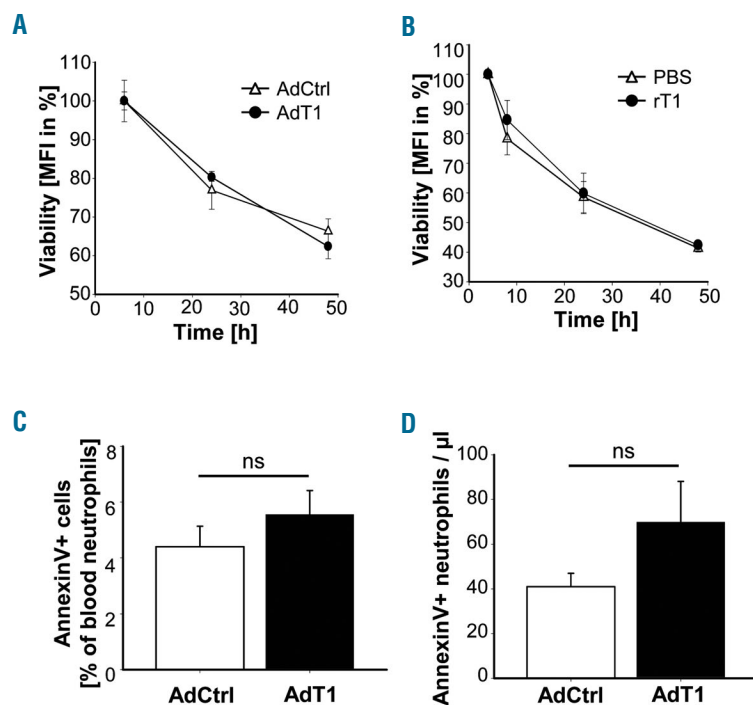 A
Viability [MFI in %]
110
100
90
80
70
60
50
0
10
20
30
40
50
Time [h]
AdCtrl
AdT1
B
Viability [MFI in %]
110
100
90
80
70
60
50
40
30
0
10
20
30
40
50
Time [h]
PBS
rT1
C
AnnexinV+ cells
[% of blood neutrophils]
8
6
4
2
0
ns
AdCtrl
AdT1
D
AnnexinV+ neutrophils / µl
100
80
60
40
20
0
ns
AdCtrl
AdT1